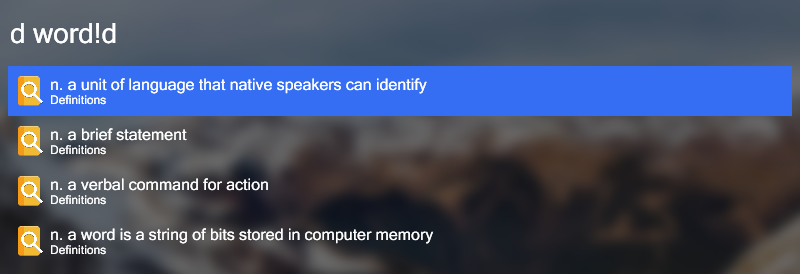 d word!d
n. a unit of language that native speakers can identify
Definitions
n. a brief statement
Definitions
n. a verbal command for action
Definitions
n. a word is a string of bits stored in computer memory
Definitions